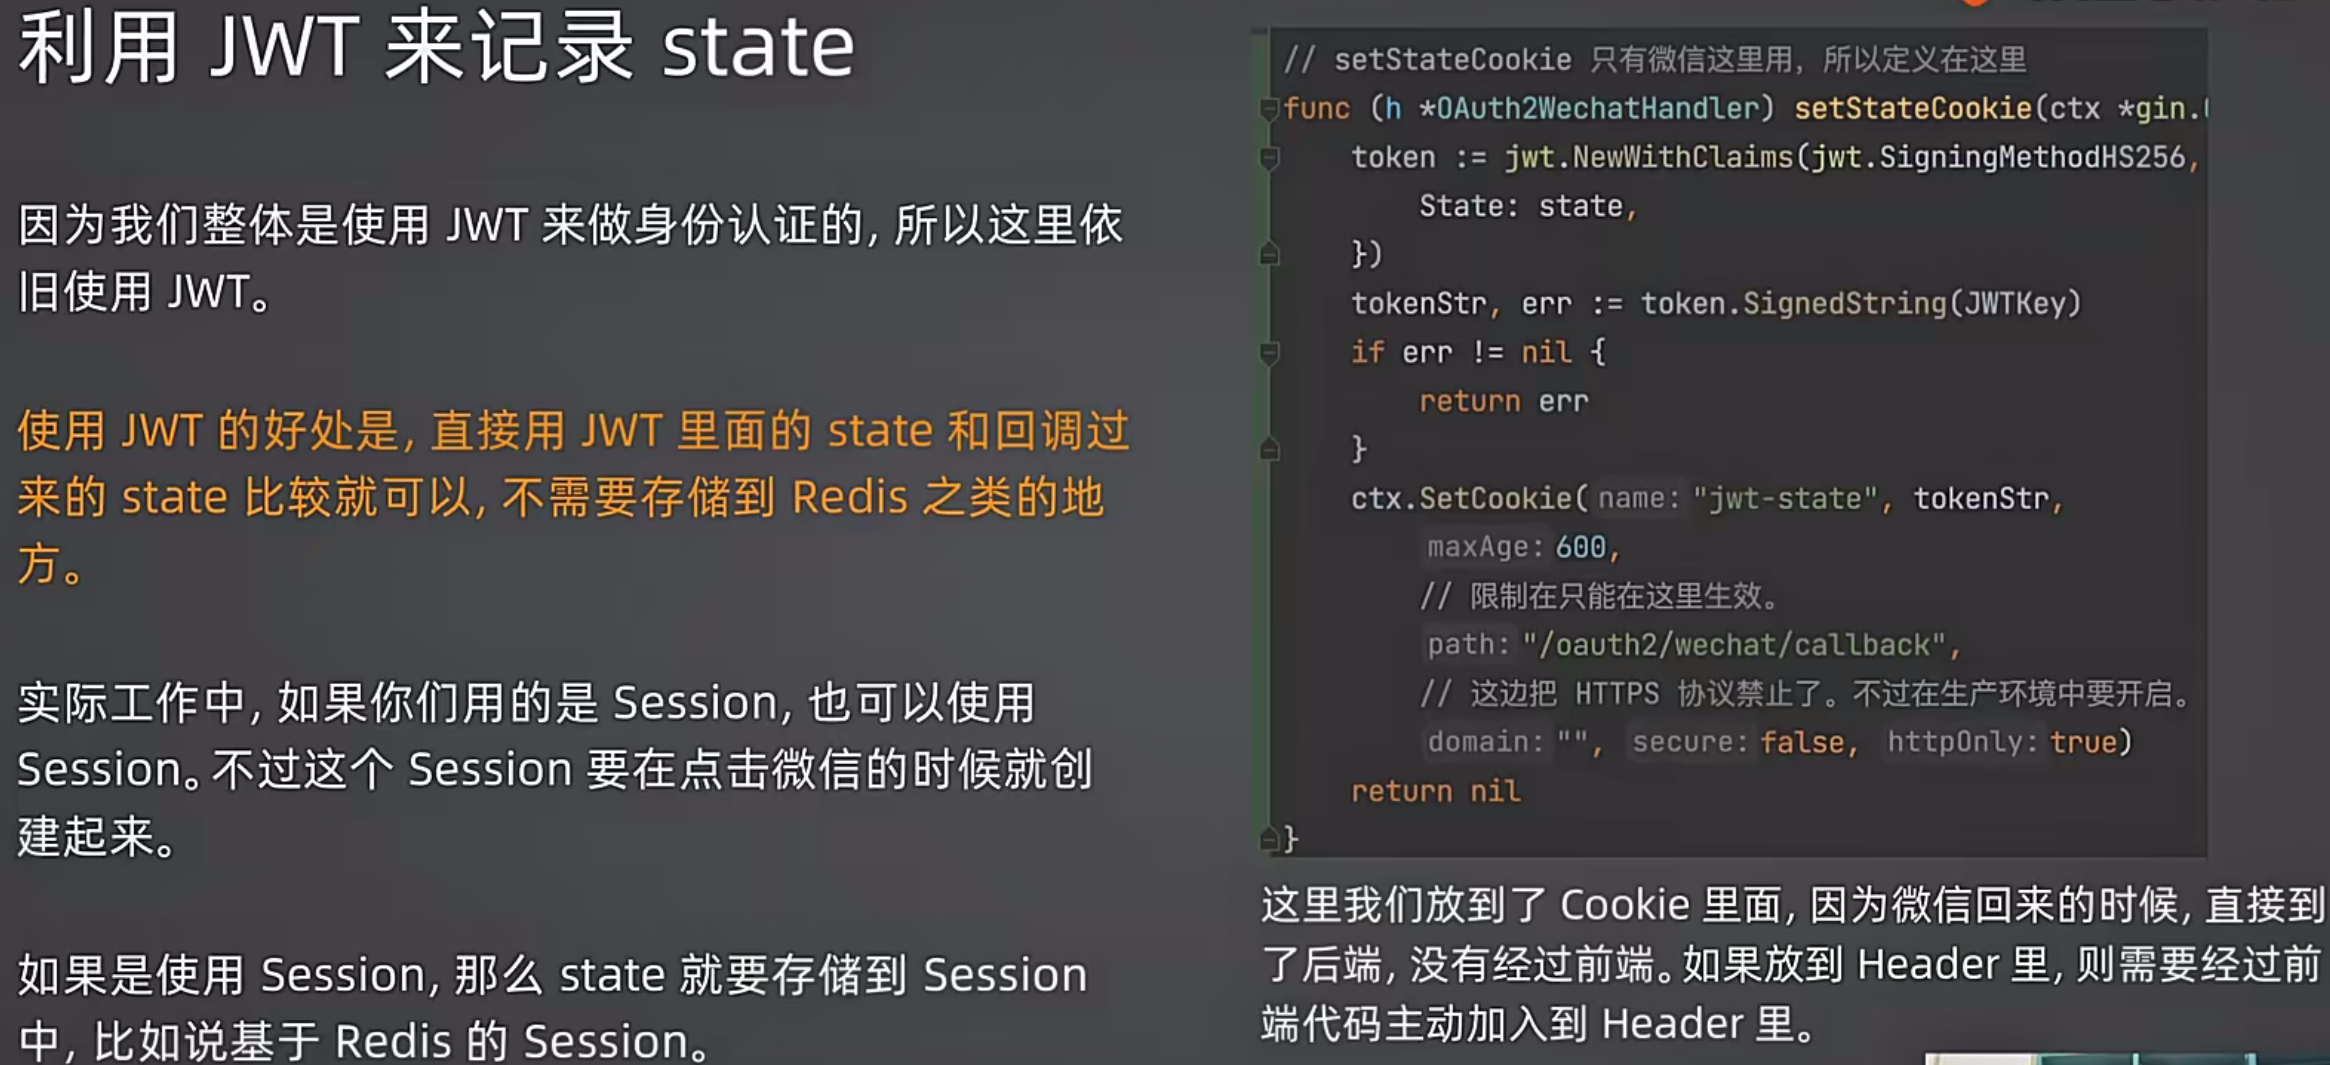 利用 JWT 来记录 state
因为我们整体是使用 JWT 来做身份认证的, 所以这里依
旧使用 JWT。
使用 JWT 的好处是, 直接用 JWT 里面的 state 和回调过
来的 state 比较就可以, 不需要存储到 Redis 之类的地
方。
实际工作中, 如果你们用的是 Session, 也可以使用
Session。不过这个 Session 要在点击微信的时候就创
建起来。
如果是使用 Session, 那么 state 就要存储到 Session
中, 比如说基于 Redis 的 Session。
// setStateCookie 只有微信这里用，所以定义在这里
func (h *OAuth2WechatHandler) setStateCookie(ctx *gin.
token := jwt.NewWithClaims(jwt.SigningMethodHS256,
State: state,
})
tokenStr, err := token.SignedString(JWTKey)
if err != nil {
return err
}
ctx.SetCookie( name: "jwt-state", tokenStr,
maxAge: 600,
// 限制在只能在这里生效。
path: "/oauth2/wechat/callback",
// 这边把 HTTPS 协议禁止了。不过在生产环境中要开启。
domain: "", secure: false, httpOnly: true)
return nil
}
这里我们放到了 Cookie 里面, 因为微信回来的时候, 直接到
了后端, 没有经过前端。如果放到 Header 里, 则需要经过前
端代码主动加入到 Header 里。